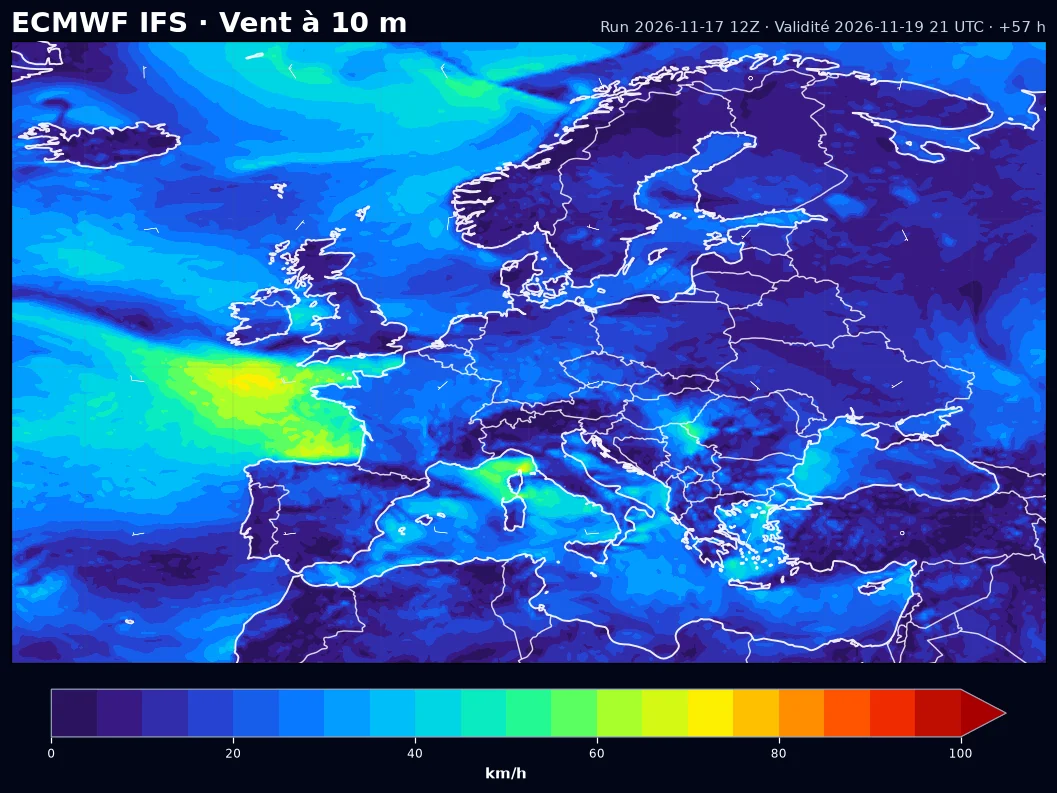 ECMWF IFS · Vent à 10 m
Run 2026-11-17 12Z · Validité 2026-11-19 21 UTC · +57 h
0 20 40 60 80 100
km/h